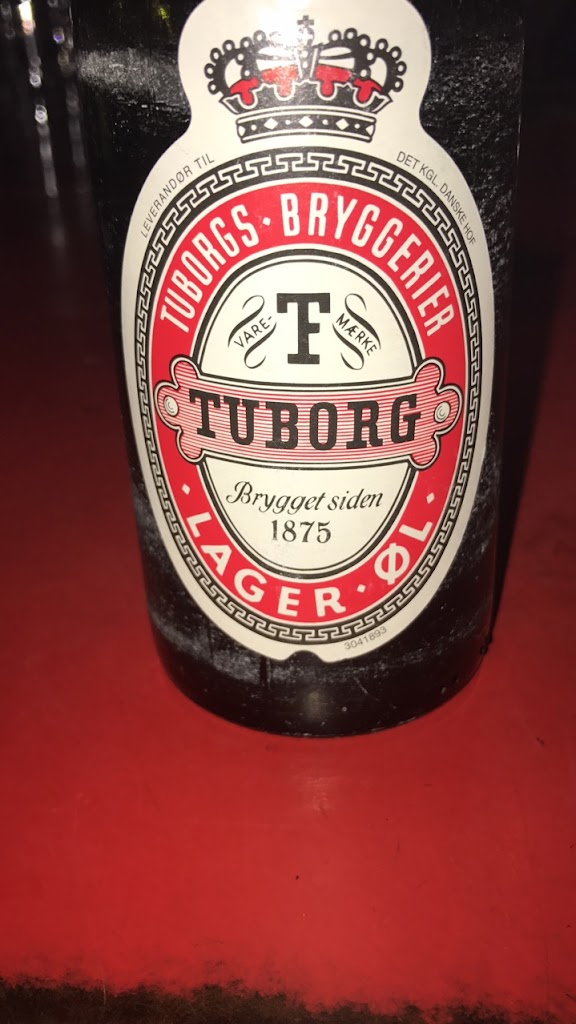 LEVERANDØR TIL
DET KGL. DANSKE HOF
TUBORGS · BRYGGERIER
VARE-
T
MÆRKE
TUBORG
Brygget siden
1875
· LAGER · ØL ·
3041893